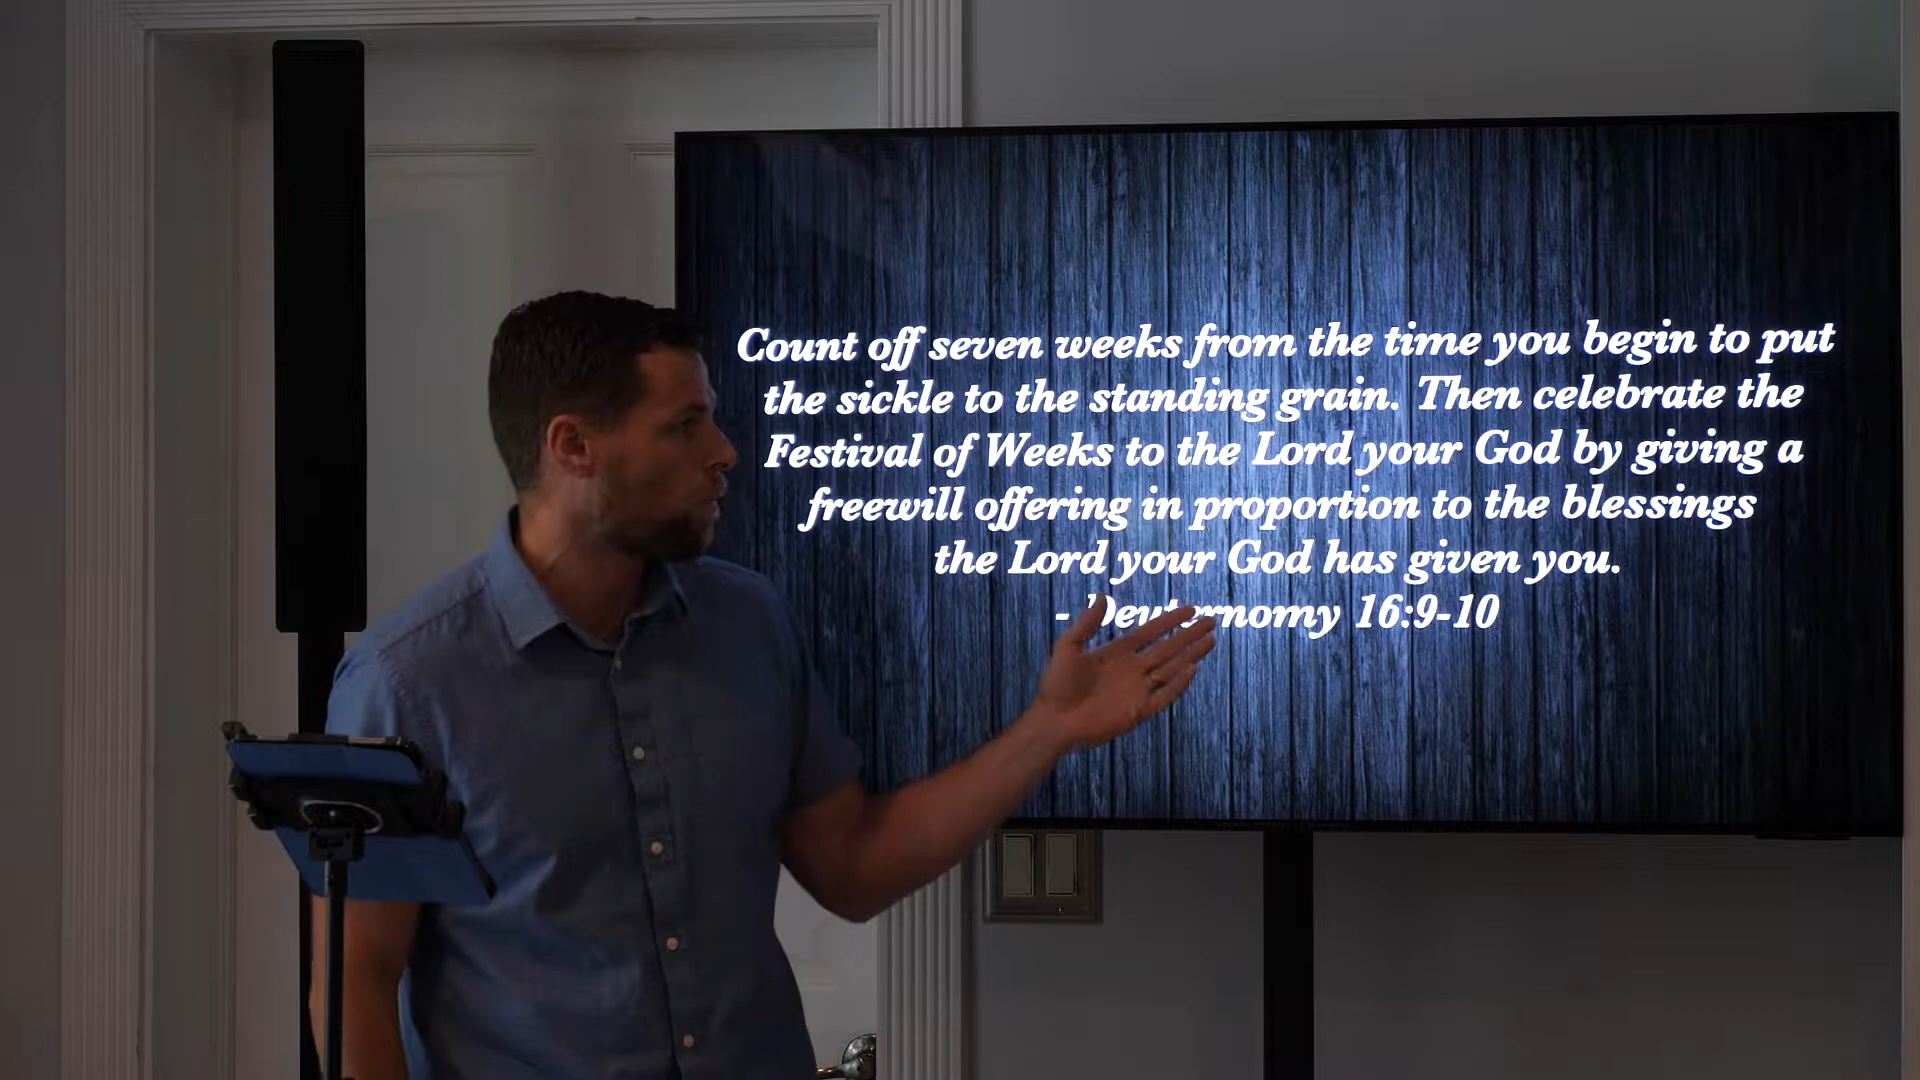 Count off seven weeks from the time you begin to put
the sickle to the standing grain. Then celebrate the
Festival of Weeks to the Lord your God by giving a
freewill offering in proportion to the blessings
the Lord your God has given you.
- Deuternomy 16:9-10